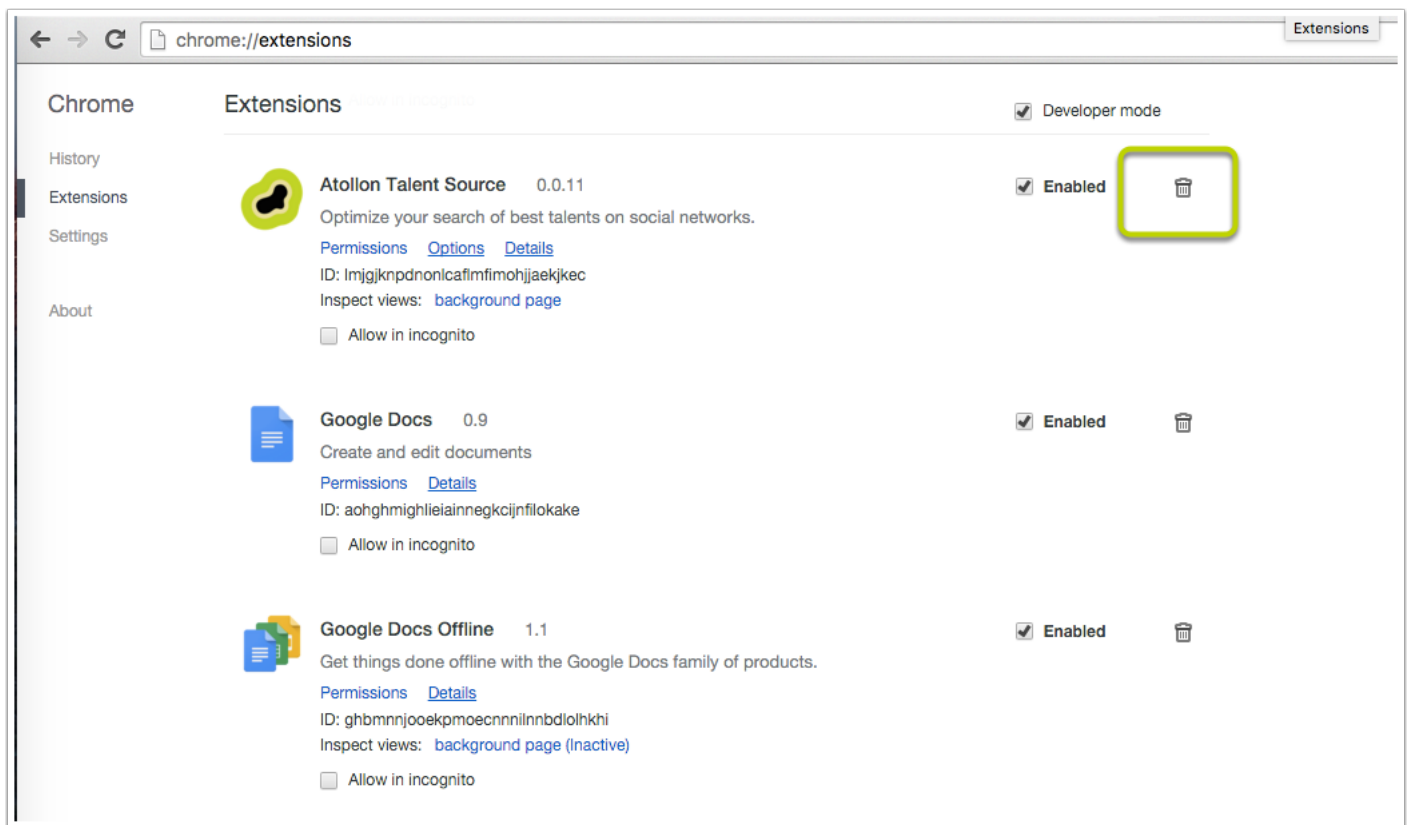 chrome://extensions
Extensions
Chrome
Extensions
Developer mode
History
Extensions
Settings
About
Atollon Talent Source 0.0.11
Enabled
Optimize your search of best talents on social networks.
Permissions Options Details
ID: lmjgjknpdnonlcaflmfimohjjaekjkec
Inspect views: background page
Allow in incognito
Google Docs 0.9
Enabled
Create and edit documents
Permissions Details
ID: aohghmighlieiainnegkcijnfilokake
Allow in incognito
Google Docs Offline 1.1
Enabled
Get things done offline with the Google Docs family of products.
Permissions Details
ID: ghbmnnjooekpmoecnnnilnnbdlolhkhi
Inspect views: background page (Inactive)
Allow in incognito